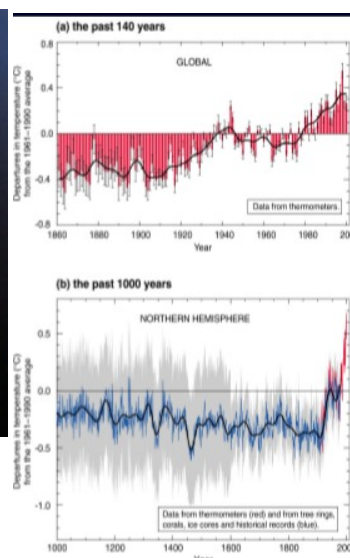 (a) the past 140 years
GLOBAL
Departures in temperature (°C)
from the 1961–1990 average
0.8
0.4
0.0
-0.4
-0.8
1860 1880 1900 1920 1940 1960 1980 2000
Year
Data from thermometers.
(b) the past 1000 years
NORTHERN HEMISPHERE
Departures in temperature (°C)
from the 1961–1990 average
0.5
0.0
-0.5
-1.0
1000 1200 1400 1600 1800 2000
Year
Data from thermometers (red) and from tree rings,
corals, ice cores and historical records (blue).